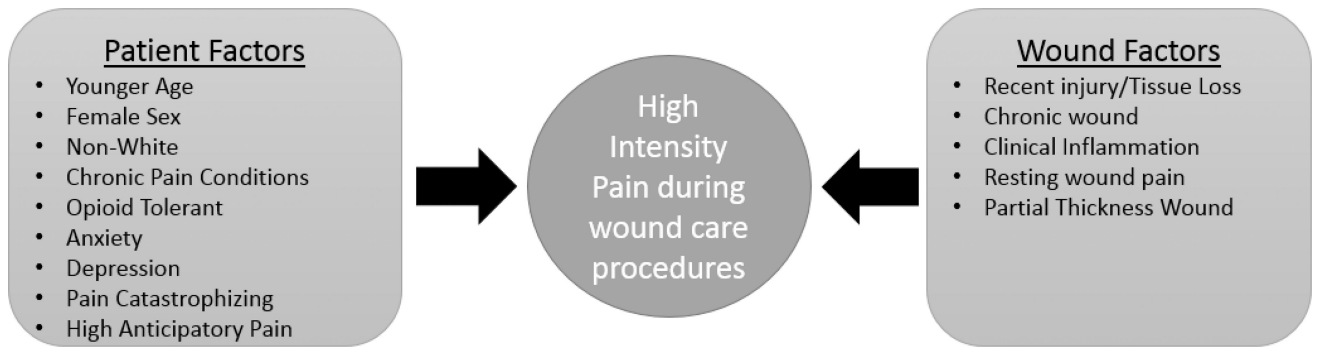 Patient Factors
• Younger Age
• Female Sex
• Non-White
• Chronic Pain Conditions
• Opioid Tolerant
• Anxiety
• Depression
• Pain Catastrophizing
• High Anticipatory Pain
High
Intensity
Pain during
wound care
procedures
Wound Factors
• Recent injury/Tissue Loss
• Chronic wound
• Clinical Inflammation
• Resting wound pain
• Partial Thickness Wound